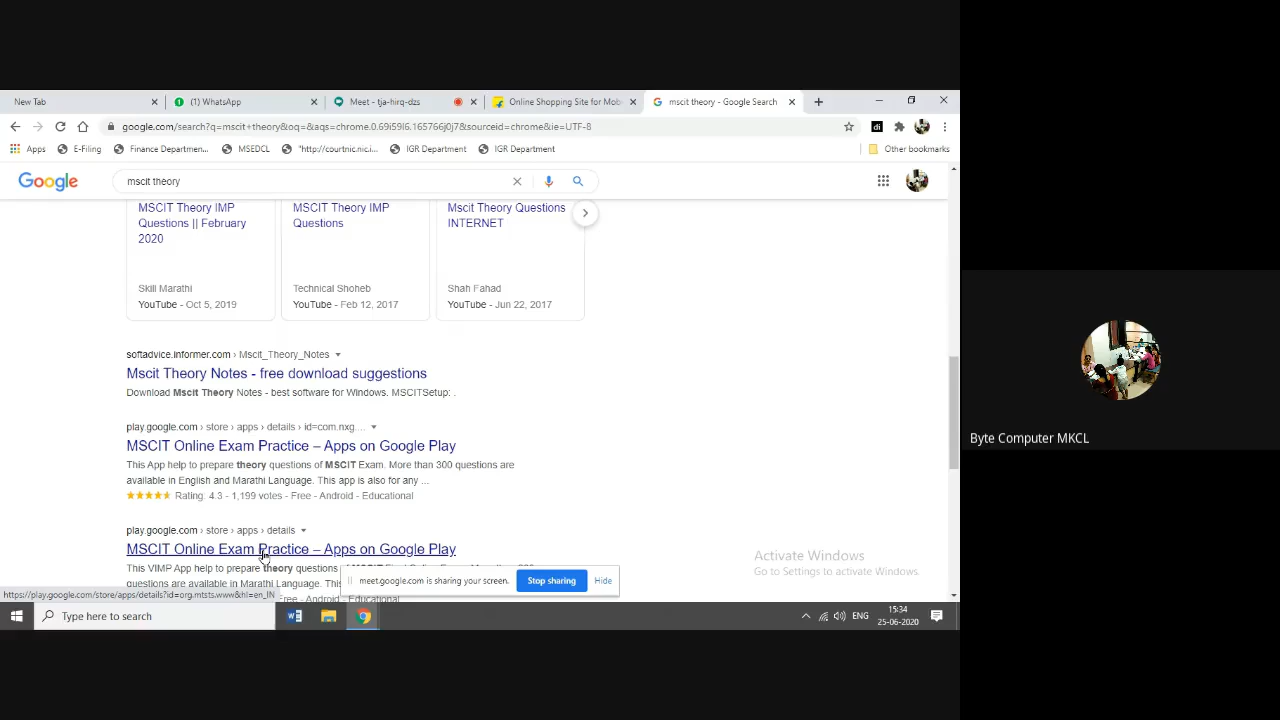 New Tab
(1) WhatsApp
Meet - tja-hirq-dzs
Online Shopping Site for Mob
mscit theory - Google Search
google.com/search?q=mscit+theory&oq=&aqs=chrome.0.69i59l6.165766j0j7&sourceid=chrome&ie=UTF-8
Apps
E-Filing
Finance Departmen...
MSEDCL
"http://courtnic.nic.i...
IGR Department
IGR Department
Other bookmarks
Google
mscit theory
MSCIT Theory IMP
Questions || February
2020
Skill Marathi
YouTube - Oct 5, 2019
MSCIT Theory IMP
Questions
Technical Shoheb
YouTube - Feb 12, 2017
Mscit Theory Questions
INTERNET
Shah Fahad
YouTube - Jun 22, 2017
softadvice.informer.com › Mscit_Theory_Notes
Mscit Theory Notes - free download suggestions
Download Mscit Theory Notes - best software for Windows. MSCITSetup: .
play.google.com › store › apps › details › id=com.nxg....
MSCIT Online Exam Practice – Apps on Google Play
This App help to prepare theory questions of MSCIT Exam. More than 300 questions are
available in English and Marathi Language. This app is also for any ...
Rating: 4.3 - 1,199 votes - Free - Android - Educational
play.google.com › store › apps › details
MSCIT Online Exam Practice – Apps on Google Play
This VIMP App help to prepare theory questions
questions are available in Marathi Language. This
Free - Android - Educational
meet.google.com is sharing your screen.
Stop sharing
Hide
https://play.google.com/store/apps/details?id=org.mtsts.www&hl=en_IN
Activate Windows
Go to Settings to activate Windows.
Type here to search
ENG
15:34
25-06-2020
Byte Computer MKCL